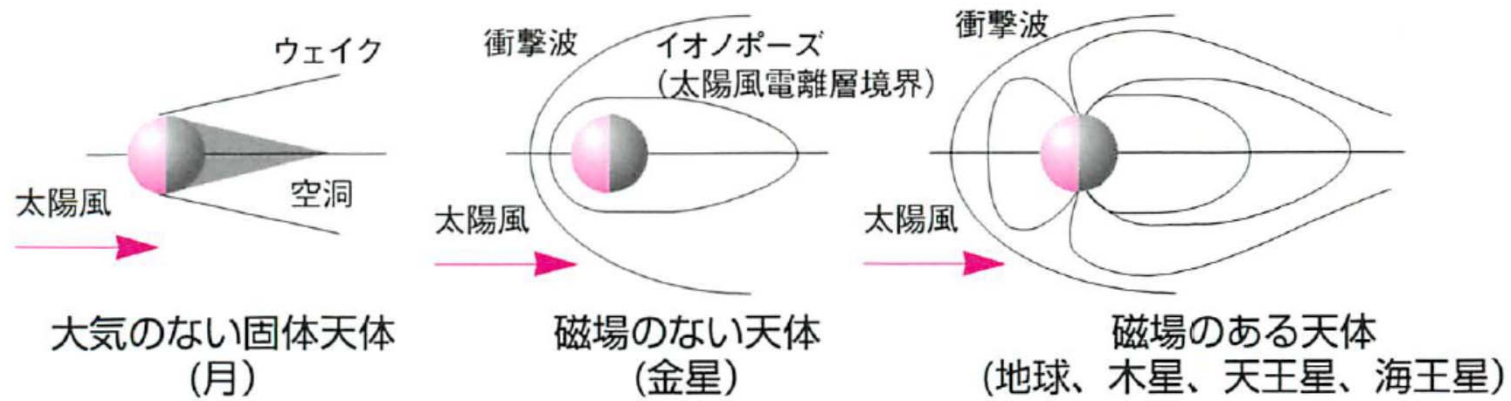 ウェイク
空洞
太陽風
大気のない固体天体
(月)
衝撃波
イオノポーズ
(太陽風電離層境界)
太陽風
磁場のない天体
(金星)
衝撃波
太陽風
磁場のある天体
(地球、木星、天王星、海王星)